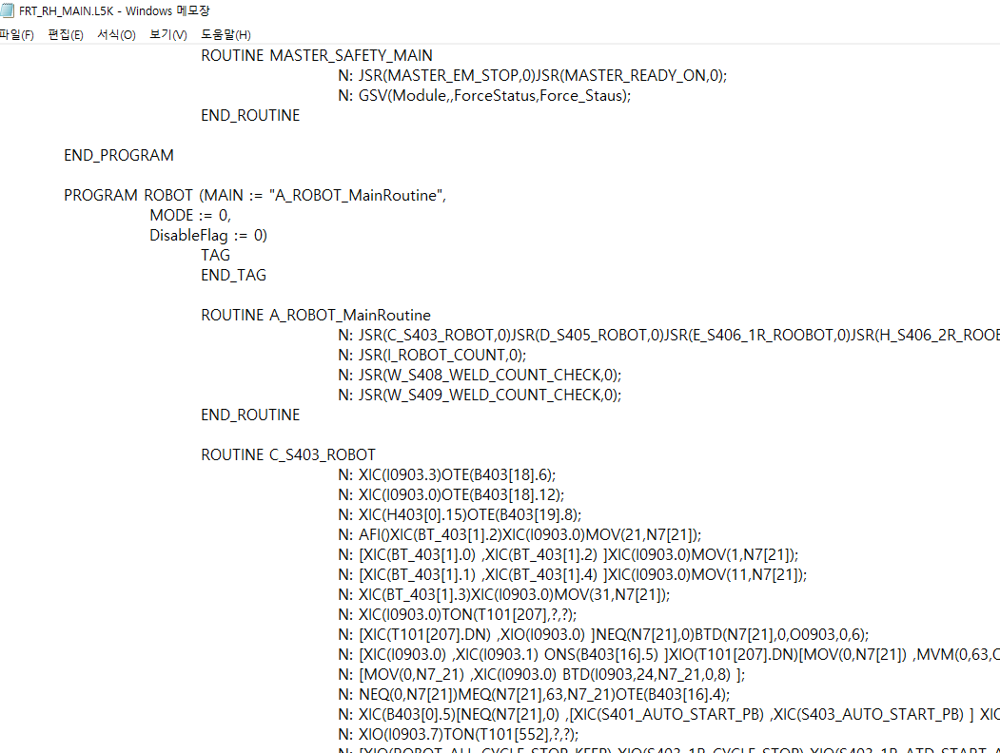 FRT_RH_MAIN.L5K - Windows 메모장
파일(F) 편집(E) 서식(O) 보기(V) 도움말(H)
ROUTINE MASTER_SAFETY_MAIN
N: JSR(MASTER_EM_STOP,0)JSR(MASTER_READY_ON,0);
N: GSV(Module,,ForceStatus,Force_Staus);
END_ROUTINE
END_PROGRAM
PROGRAM ROBOT (MAIN := "A_ROBOT_MainRoutine",
MODE := 0,
DisableFlag := 0)
TAG
END_TAG
ROUTINE A_ROBOT_MainRoutine
N: JSR(C_S403_ROBOT,0)JSR(D_S405_ROBOT,0)JSR(E_S406_1R_ROOBOT,0)JSR(H_S406_2R_ROOE
N: JSR(I_ROBOT_COUNT,0);
N: JSR(W_S408_WELD_COUNT_CHECK,0);
N: JSR(W_S409_WELD_COUNT_CHECK,0);
END_ROUTINE
ROUTINE C_S403_ROBOT
N: XIC(I0903.3)OTE(B403[18].6);
N: XIC(I0903.0)OTE(B403[18].12);
N: XIC(H403[0].15)OTE(B403[19].8);
N: AFI()XIC(BT_403[1].2)XIC(I0903.0)MOV(21,N7[21]);
N: [XIC(BT_403[1].0) ,XIC(BT_403[1].2) ]XIC(I0903.0)MOV(1,N7[21]);
N: [XIC(BT_403[1].1) ,XIC(BT_403[1].4) ]XIC(I0903.0)MOV(11,N7[21]);
N: XIC(BT_403[1].3)XIC(I0903.0)MOV(31,N7[21]);
N: XIC(I0903.0)TON(T101[207],?,?);
N: [XIC(T101[207].DN) ,XIO(I0903.0) ]NEQ(N7[21],0)BTD(N7[21],0,O0903,0,6);
N: [XIC(I0903.0) ,XIC(I0903.1) ONS(B403[16].5) ]XIO(T101[207].DN)[MOV(0,N7[21]) ,MVM(0,63,
N: [MOV(0,N7_21) ,XIC(I0903.0) BTD(I0903,24,N7_21,0,8) ];
N: NEQ(0,N7[21])MEQ(N7[21],63,N7_21)OTE(B403[16].4);
N: XIC(B403[0].5)[NEQ(N7[21],0) ,[XIC(S401_AUTO_START_PB) ,XIC(S403_AUTO_START_PB) ] XIC
N: XIO(I0903.7)TON(T101[552],?,?);